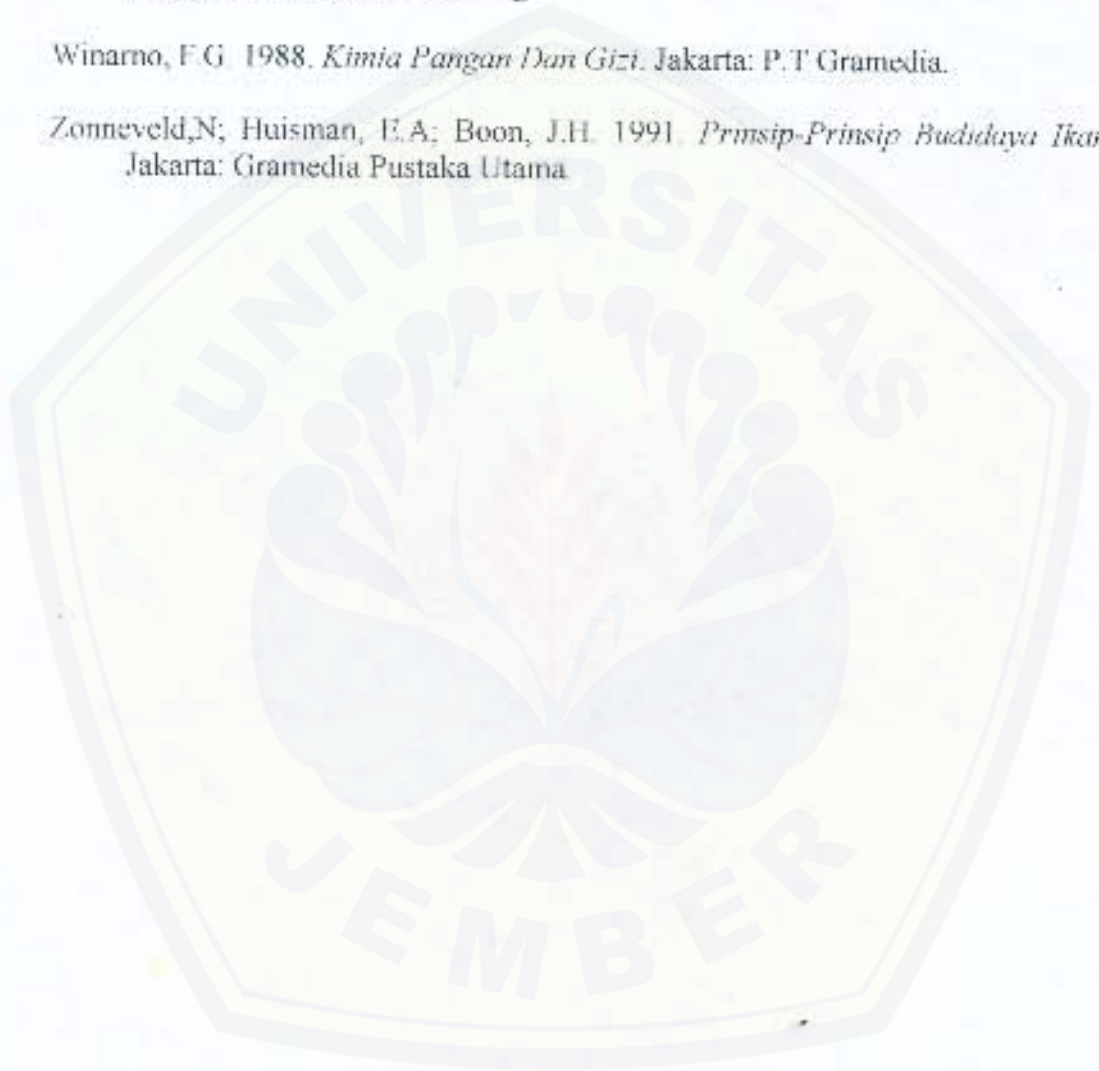 Winarno, F.G. 1988. Kimia Pangan Dan Gizi. Jakarta: P.T Gramedia.
Zonneveld,N; Huisman, E.A; Boon, J.H. 1991. Prinsip-Prinsip Budidaya Ikan
Jakarta: Gramedia Pustaka Utama
UNIVERSITAS
JEMBER